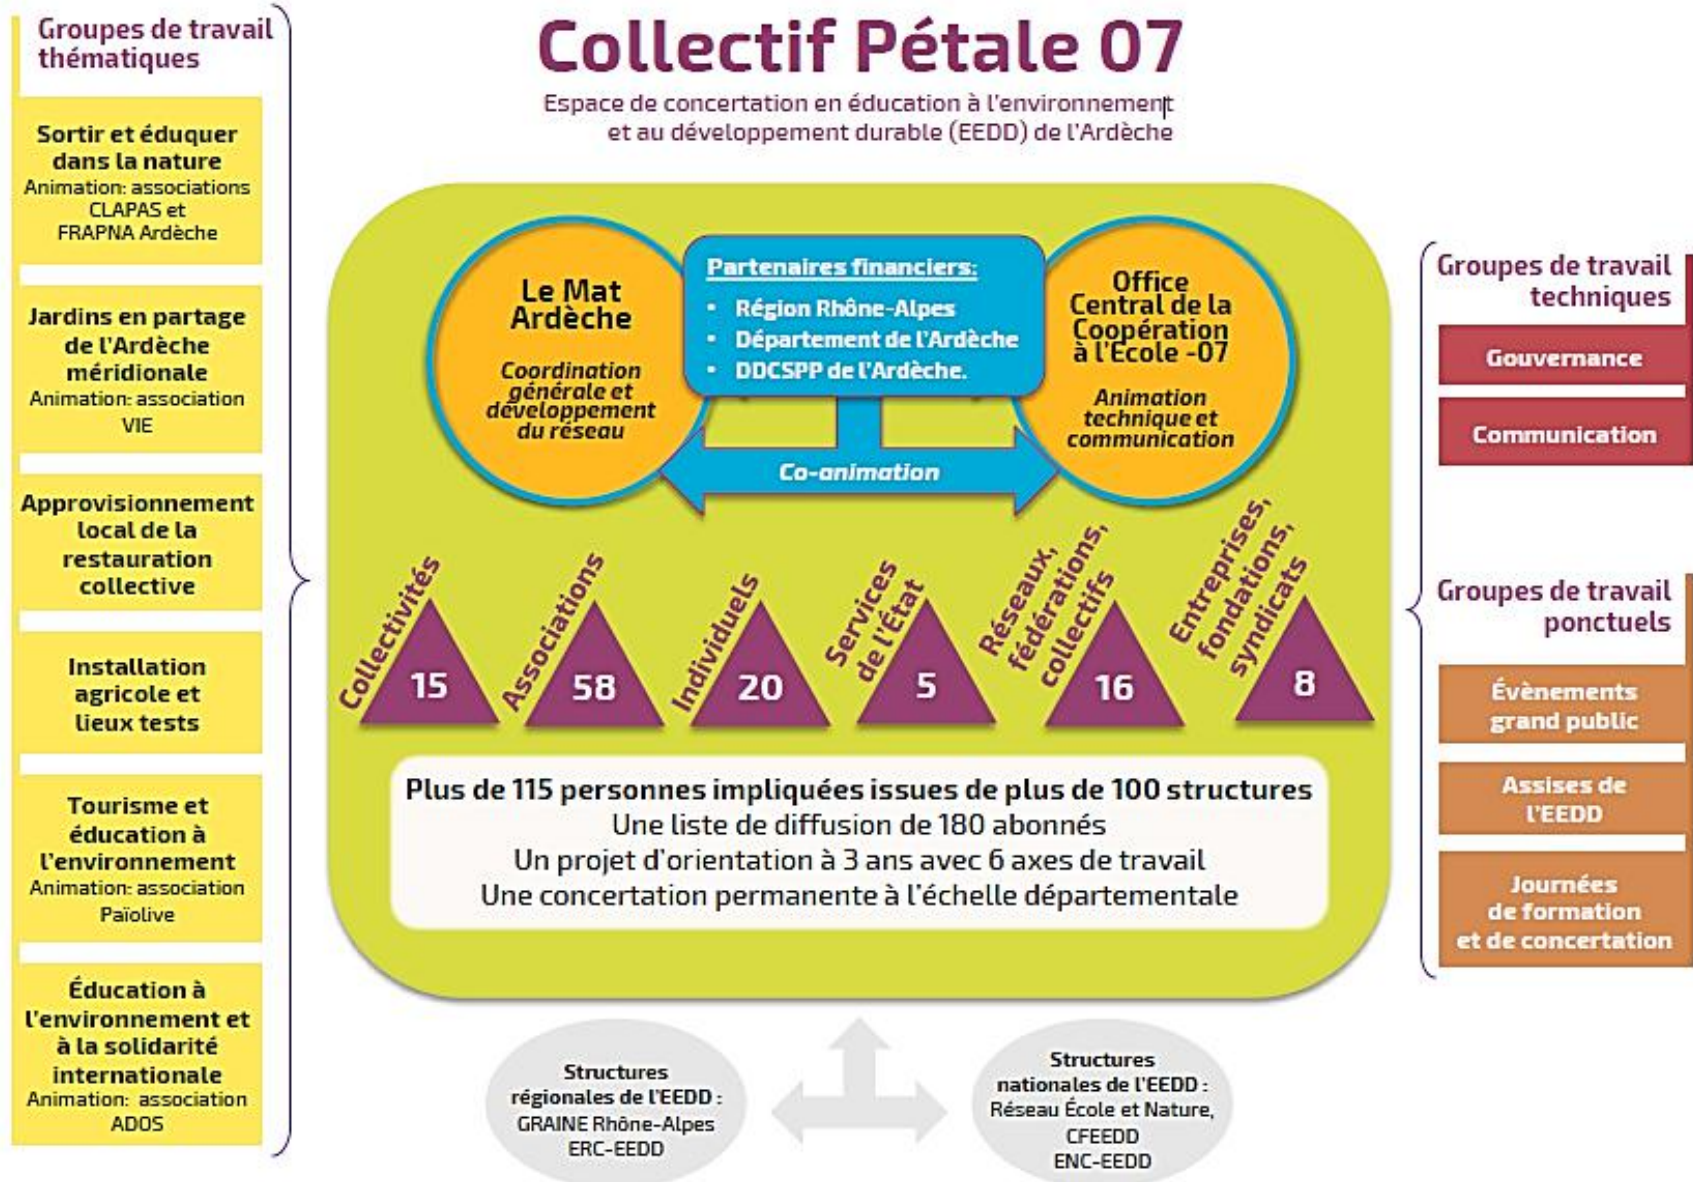 Collectif Pétale 07
Espace de concertation en éducation à l'environnement
et au développement durable (EEDD) de l'Ardèche
Groupes de travail
thématiques
Sortir et éduquer
dans la nature
Animation: associations
CLAPAS et
FRAPNA Ardèche
Jardins en partage
de l'Ardèche
méridionale
Animation: association
VIE
Approvisionnement
local de la
restauration
collective
Installation
agricole et
lieux tests
Tourisme et
éducation à
l'environnement
Animation: association
Païolive
Éducation à
l'environnement et
à la solidarité
internationale
Animation: association
ADOS
Le Mat
Ardèche
Coordination
générale et
développement
du réseau
Partenaires financiers:
• Région Rhône-Alpes
• Département de l'Ardèche
• DDCSPP de l'Ardèche.
Office
Central de la
Coopération
à l'Ecole -07
Animation
technique et
communication
Co-animation
Collectivités
15
Associations
58
Individuels
20
Services
de l'État
5
Réseaux,
fédérations,
collectifs
16
Entreprises,
fondations,
syndicats
8
Plus de 115 personnes impliquées issues de plus de 100 structures
Une liste de diffusion de 180 abonnés
Un projet d'orientation à 3 ans avec 6 axes de travail
Une concertation permanente à l'échelle départementale
Groupes de travail
techniques
Gouvernance
Communication
Groupes de travail
ponctuels
Évènements
grand public
Assises de
l'EEDD
Journées
de formation
et de concertation
Structures
régionales de l'EEDD :
GRAINE Rhône-Alpes
ERC-EEDD
Structures
nationales de l'EEDD :
Réseau École et Nature,
CFEEDD
ENC-EEDD